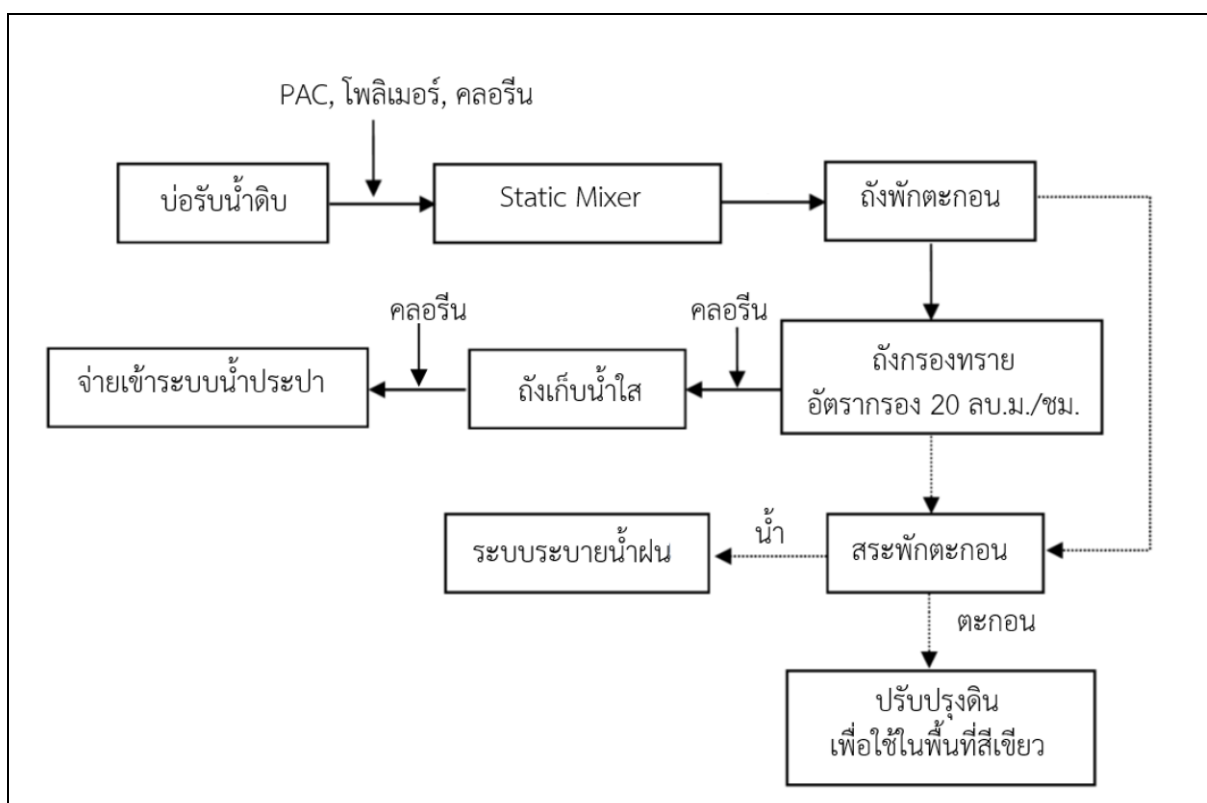 PAC, โพลิเมอร์, คลอรีน
บ่อรับน้ำดิบ
Static Mixer
ถังพักตะกอน
คลอรีน
คลอรีน
จ่ายเข้าระบบน้ำประปา
ถังเก็บน้ำใส
ถังกรองทราย
อัตรากรอง 20 ลบ.ม./ชม.
ระบบระบายน้ำฝน
น้ำ
สระพักตะกอน
ตะกอน
ปรับปรุงดิน
เพื่อใช้ในพื้นที่สีเขียว